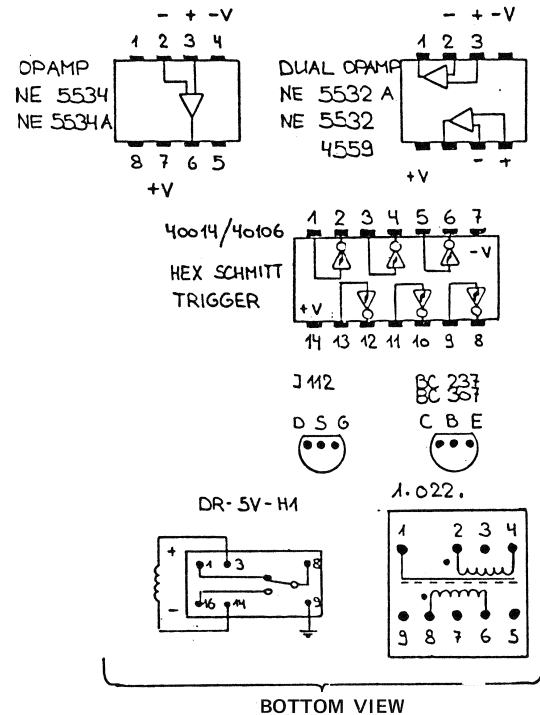 - + -V
1 2 3 4
OPAMP
NE 5534
NE 5534A
8 7 6 5
+V
- + -V
1 2 3
DUAL OPAMP
NE 5532 A
NE 5532
4559
- +
+V
40014/40106
HEX SCHMITT
TRIGGER
1 2 3 4 5 6 7
-V
+V
14 13 12 11 10 9 8
J112
D S G
BC 237
BC 307
C B E
DR-5V-H1
+ 1 3 8
- 16 14 9
1.022.
1 2 3 4
9 8 7 6 5
BOTTOM VIEW